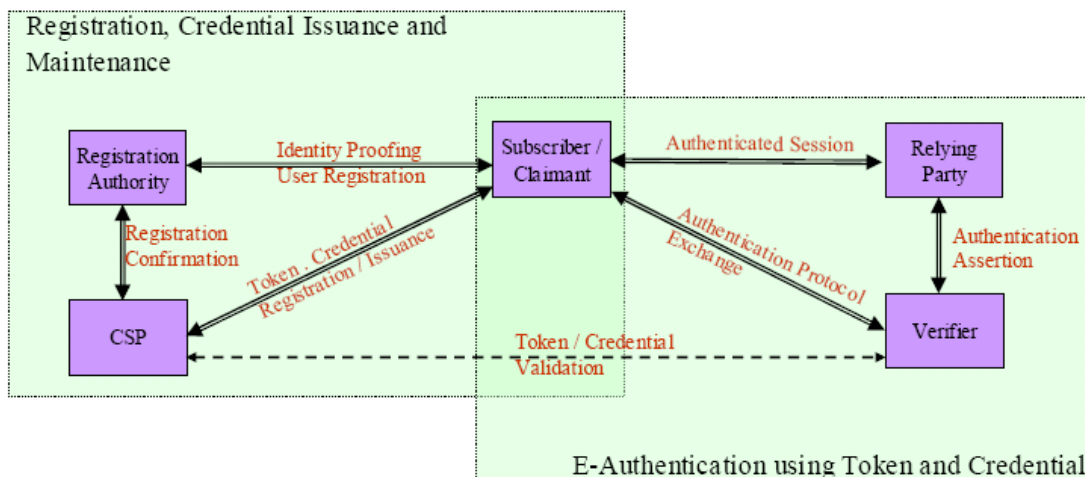 Registration, Credential Issuance and
Maintenance
Registration
Authority
Identity Proofing
User Registration
Subscriber /
Claimant
Authenticated Session
Relying
Party
Registration
Confirmation
Token . Credential
Registration / Issuance
Authentication Protocol
Exchange
Authentication
Assertion
CSP
Token / Credential
Validation
Verifier
E-Authentication using Token and Credential